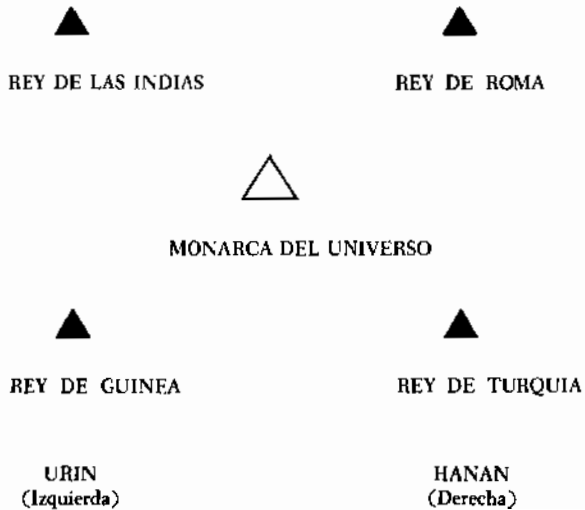 REY DE LAS INDIAS
REY DE ROMA
MONARCA DEL UNIVERSO
REY DE GUINEA
REY DE TURQUIA
URIN
(Izquierda)
HANAN
(Derecha)